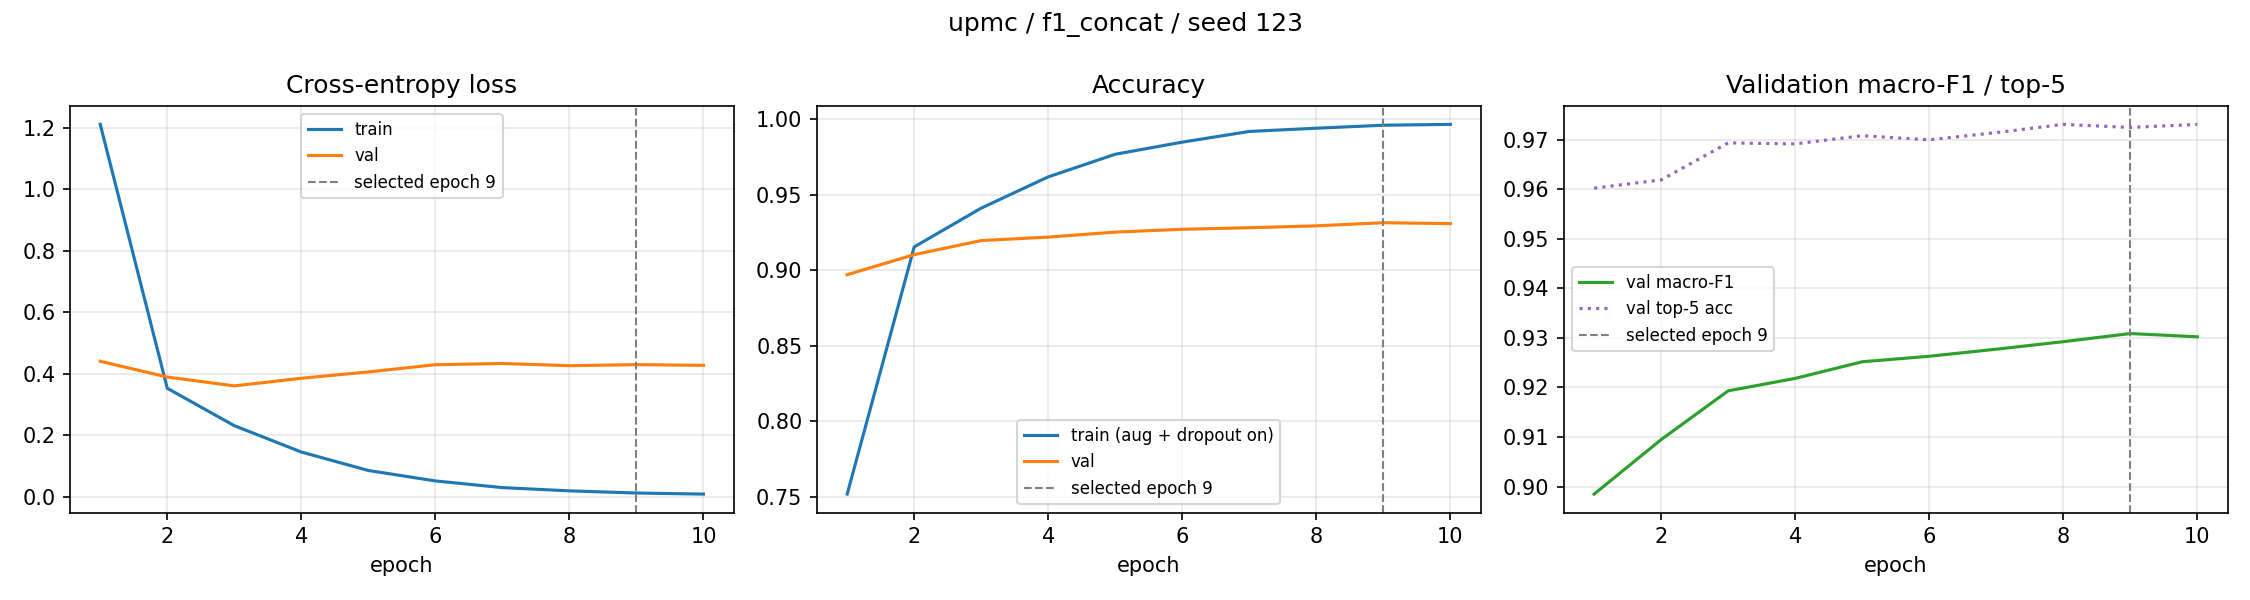 upmc / f1_concat / seed 123
Cross-entropy loss
1.2
1.0
0.8
0.6
0.4
0.2
0.0
train
val
selected epoch 9
2
4
6
8
10
epoch
Accuracy
1.00
0.95
0.90
0.85
0.80
0.75
train (aug + dropout on)
val
selected epoch 9
2
4
6
8
10
epoch
Validation macro-F1 / top-5
0.97
0.96
0.95
0.94
0.93
0.92
0.91
0.90
val macro-F1
val top-5 acc
selected epoch 9
2
4
6
8
10
epoch